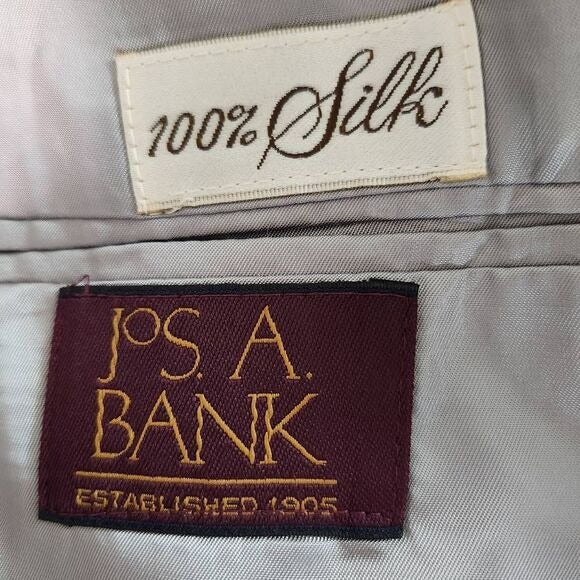 100% Silk
JoS. A.
BANK
ESTABLISHED 1905